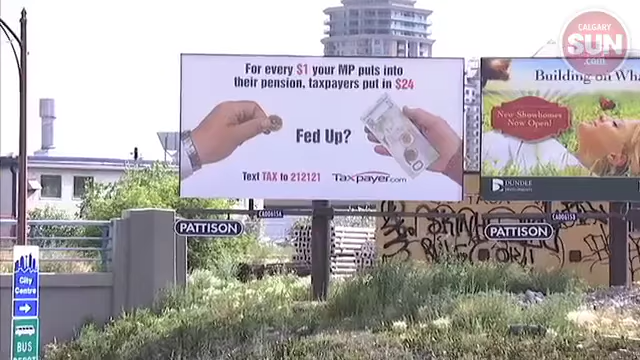 CALGARY
SUN
.com
For every $1 your MP puts into
their pension, taxpayers put in $24
Fed Up?
Text TAX to 212121
Taxpayer.com
Building on
New Showhomes
Now Open!
DUNDEE
PATTISON
PATTISON
City
Centre
BUS